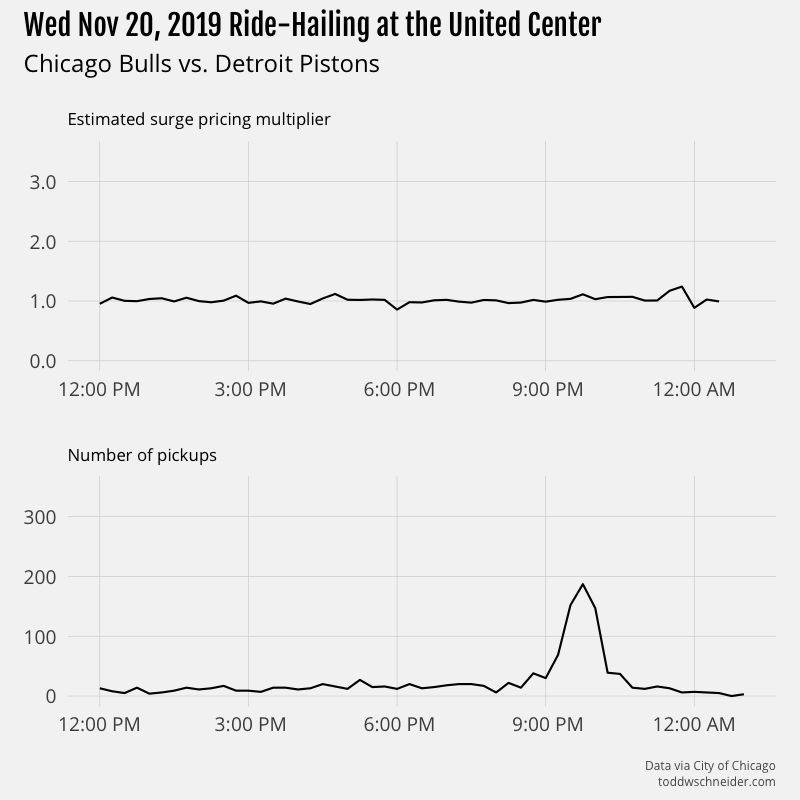 Wed Nov 20, 2019 Ride-Hailing at the United Center
Chicago Bulls vs. Detroit Pistons
Estimated surge pricing multiplier
3.0
2.0
1.0
0.0
12:00 PM 3:00 PM 6:00 PM 9:00 PM 12:00 AM
Number of pickups
300
200
100
0
12:00 PM 3:00 PM 6:00 PM 9:00 PM 12:00 AM
Data via City of Chicago
toddwschneider.com